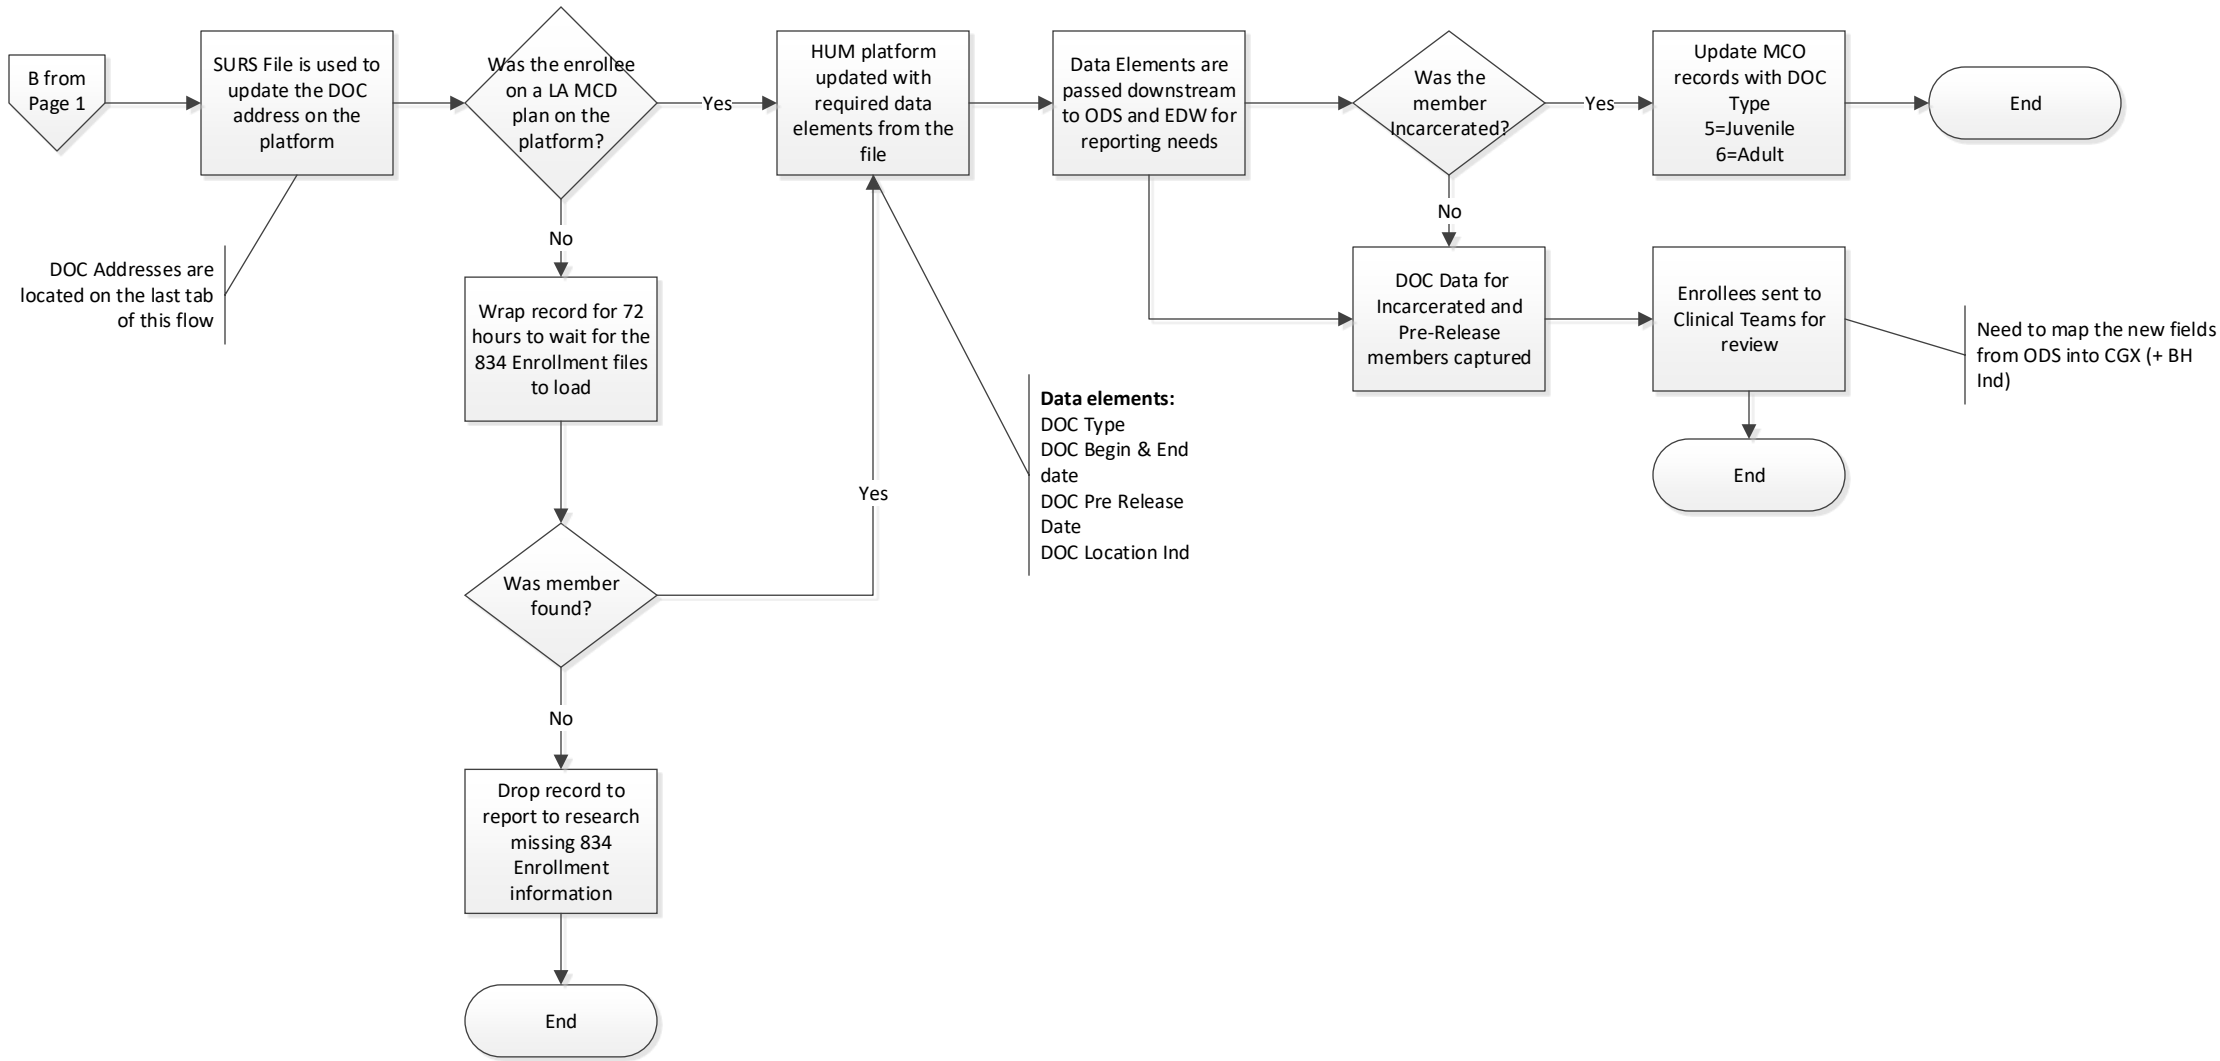 B from
Page 1
SURS File is used to
update the DOC
address on the
platform
Was the enrollee
on a LA MCD
plan on the
platform?
Yes
HUM platform
updated with
required data
elements from the
file
Data Elements are
passed downstream
to ODS and EDW for
reporting needs
Was the
member
Incarcerated?
Yes
Update MCO
records with DOC
Type
5=Juvenile
6=Adult
End
No
No
DOC Addresses are
located on the last tab
of this flow
Wrap record for 72
hours to wait for the
834 Enrollment files
to load
DOC Data for
Incarcerated and
Pre-Release
members captured
Enrollees sent to
Clinical Teams for
review
Need to map the new fields
from ODS into CGX (+ BH
Ind)
Data elements:
DOC Type
DOC Begin & End
date
DOC Pre Release
Date
DOC Location Ind
End
Yes
Was member
found?
No
Drop record to
report to research
missing 834
Enrollment
information
End